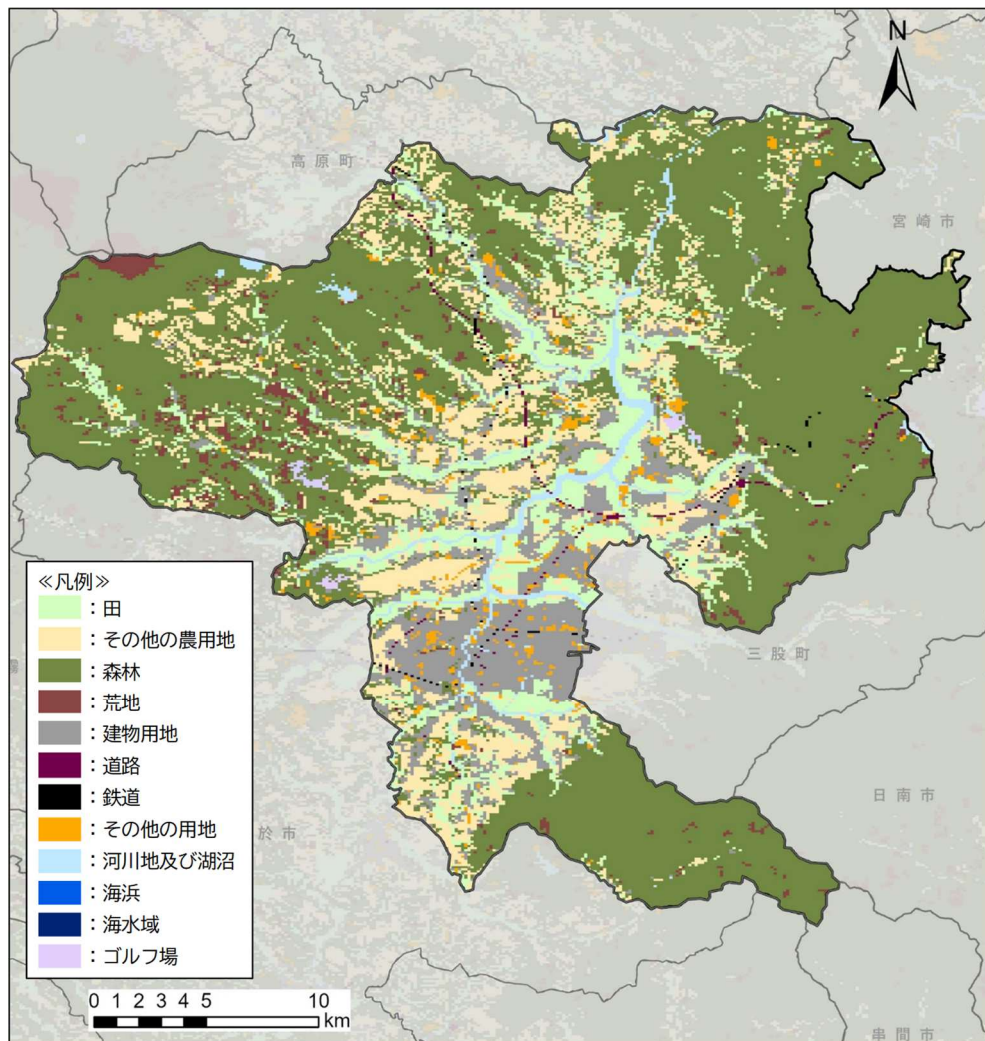 N
高原町
宮崎市
三股町
日南市
於市
串間市
≪凡例≫
：田
：その他の農用地
：森林
：荒地
：建物用地
：道路
：鉄道
：その他の用地
：河川地及び湖沼
：海浜
：海水域
：ゴルフ場
0 1 2 3 4 5 10
km